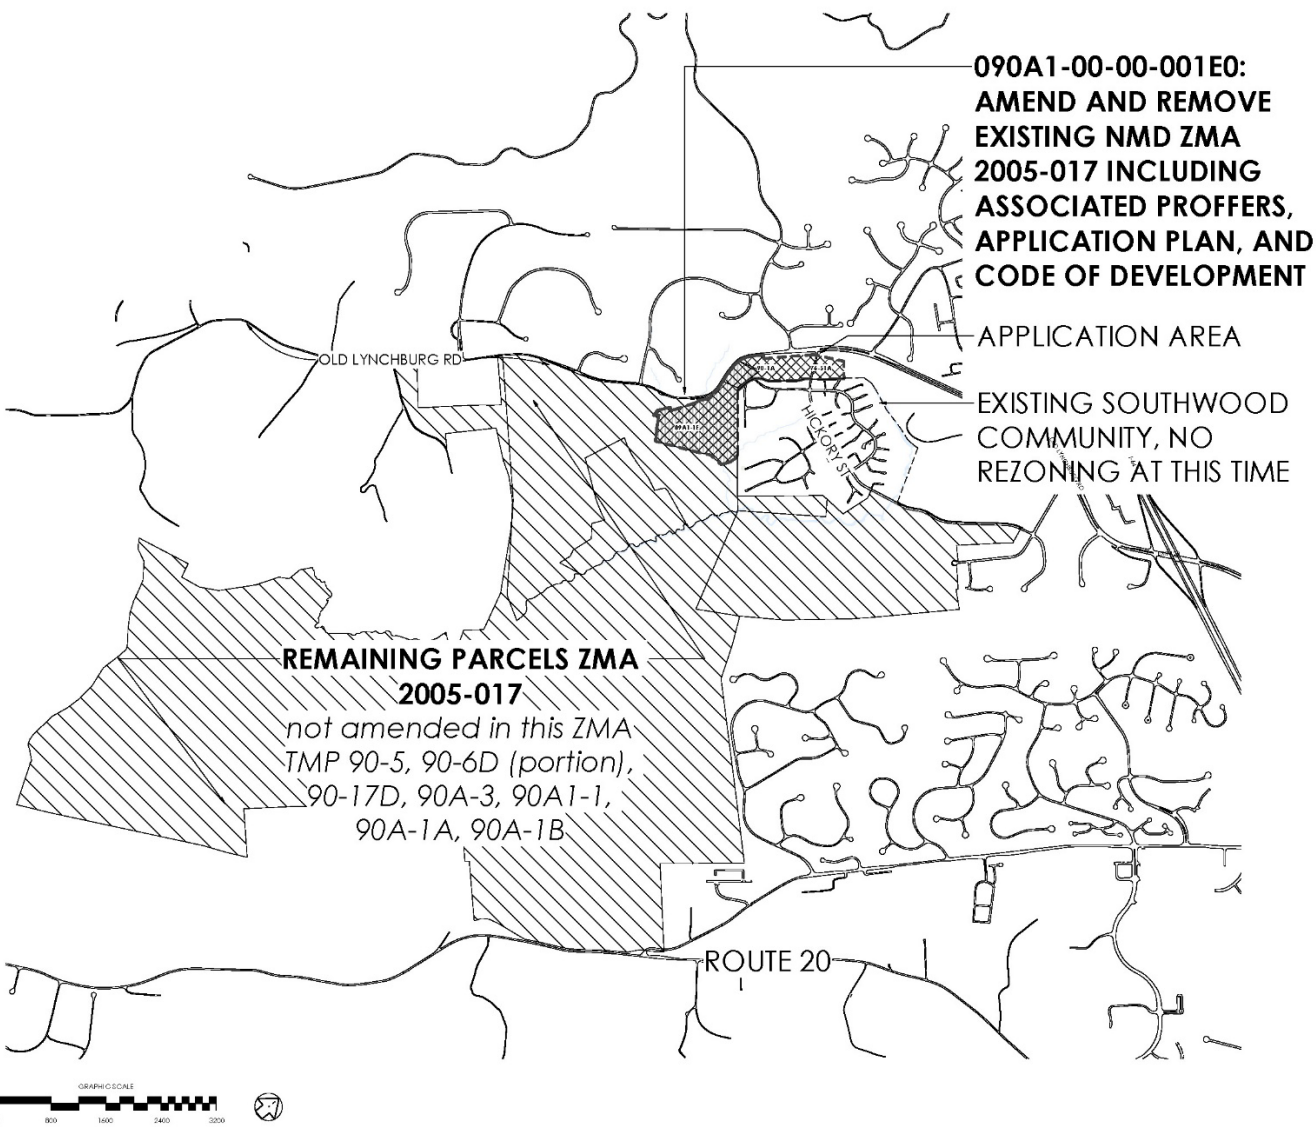 090A1-00-00-001E0:
AMEND AND REMOVE
EXISTING NMD ZMA
2005-017 INCLUDING
ASSOCIATED PROFFERS,
APPLICATION PLAN, AND
CODE OF DEVELOPMENT
APPLICATION AREA
OLD LYNCHBURG RD
EXISTING SOUTHWOOD
COMMUNITY, NO
REZONING AT THIS TIME
90-1A
HICKORY ST
REMAINING PARCELS ZMA
2005-017
not amended in this ZMA
TMP 90-5, 90-6D (portion),
90-17D, 90A-3, 90A1-1,
90A-1A, 90A-1B
ROUTE 20
GRAPHIC SCALE
800 1600 2400 3200